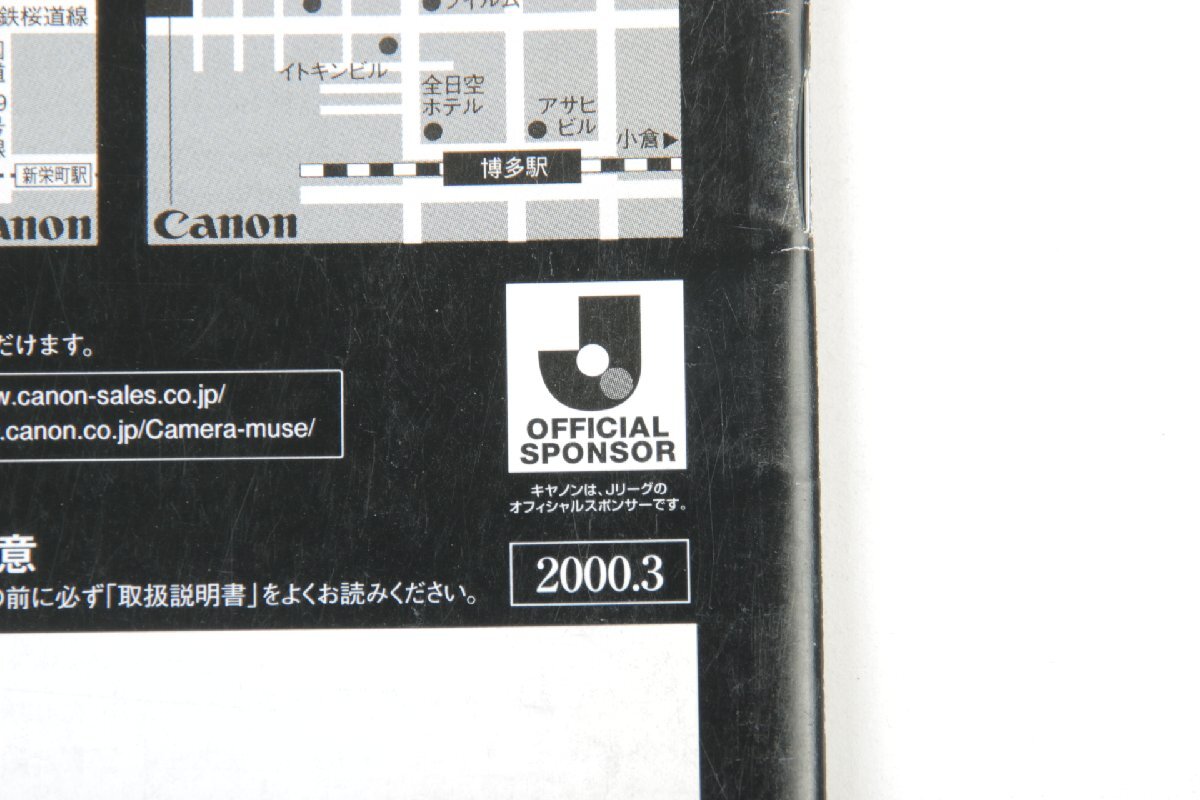 鉄桜道線
新栄町駅
anon
イトキンビル
全日空
ホテル
アサヒ
ビル
小倉▶
博多駅
Canon
だけます。
w.canon-sales.co.jp/
.canon.co.jp/Camera-muse/
OFFICIAL
SPONSOR
キヤノンは、Jリーグの
オフィシャルスポンサーです。
意
の前に必ず「取扱説明書」をよくお読みください。
2000.3